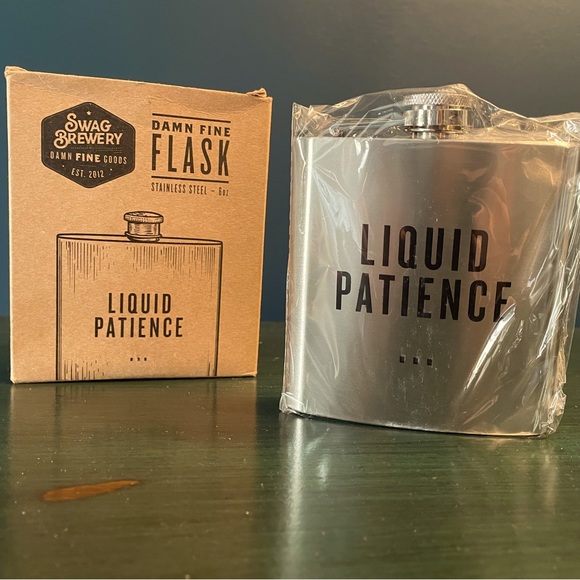 SWAG
BREWERY
DAMN FINE GOODS
EST. 2012
DAMN FINE
FLASK
STAINLESS STEEL – 6oz
LIQUID
PATIENCE
...
LIQUID
PATIENCE
...